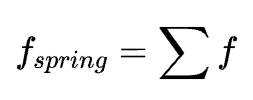 f_{spring} = \sum f